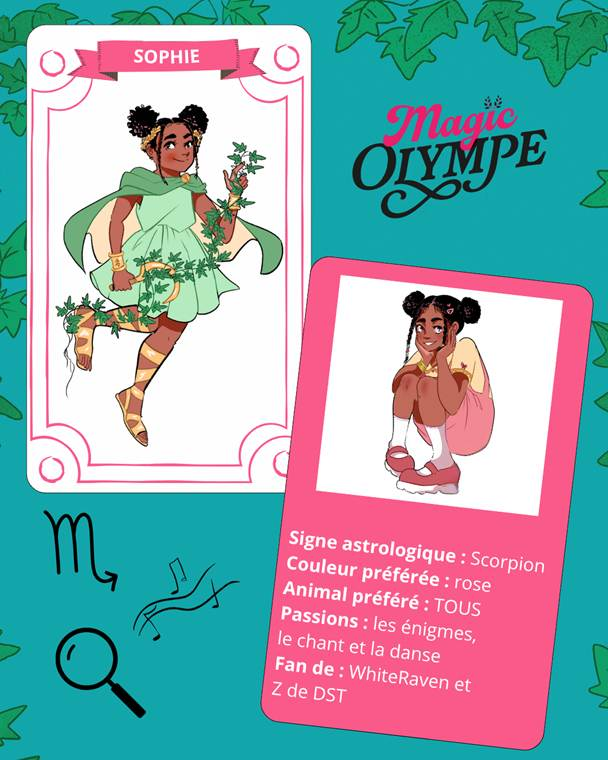 SOPHIE
Magic
OLYMPE
Signe astrologique : Scorpion
Couleur préférée : rose
Animal préféré : TOUS
Passions : les énigmes,
le chant et la danse
Fan de : WhiteRaven et
Z de DST